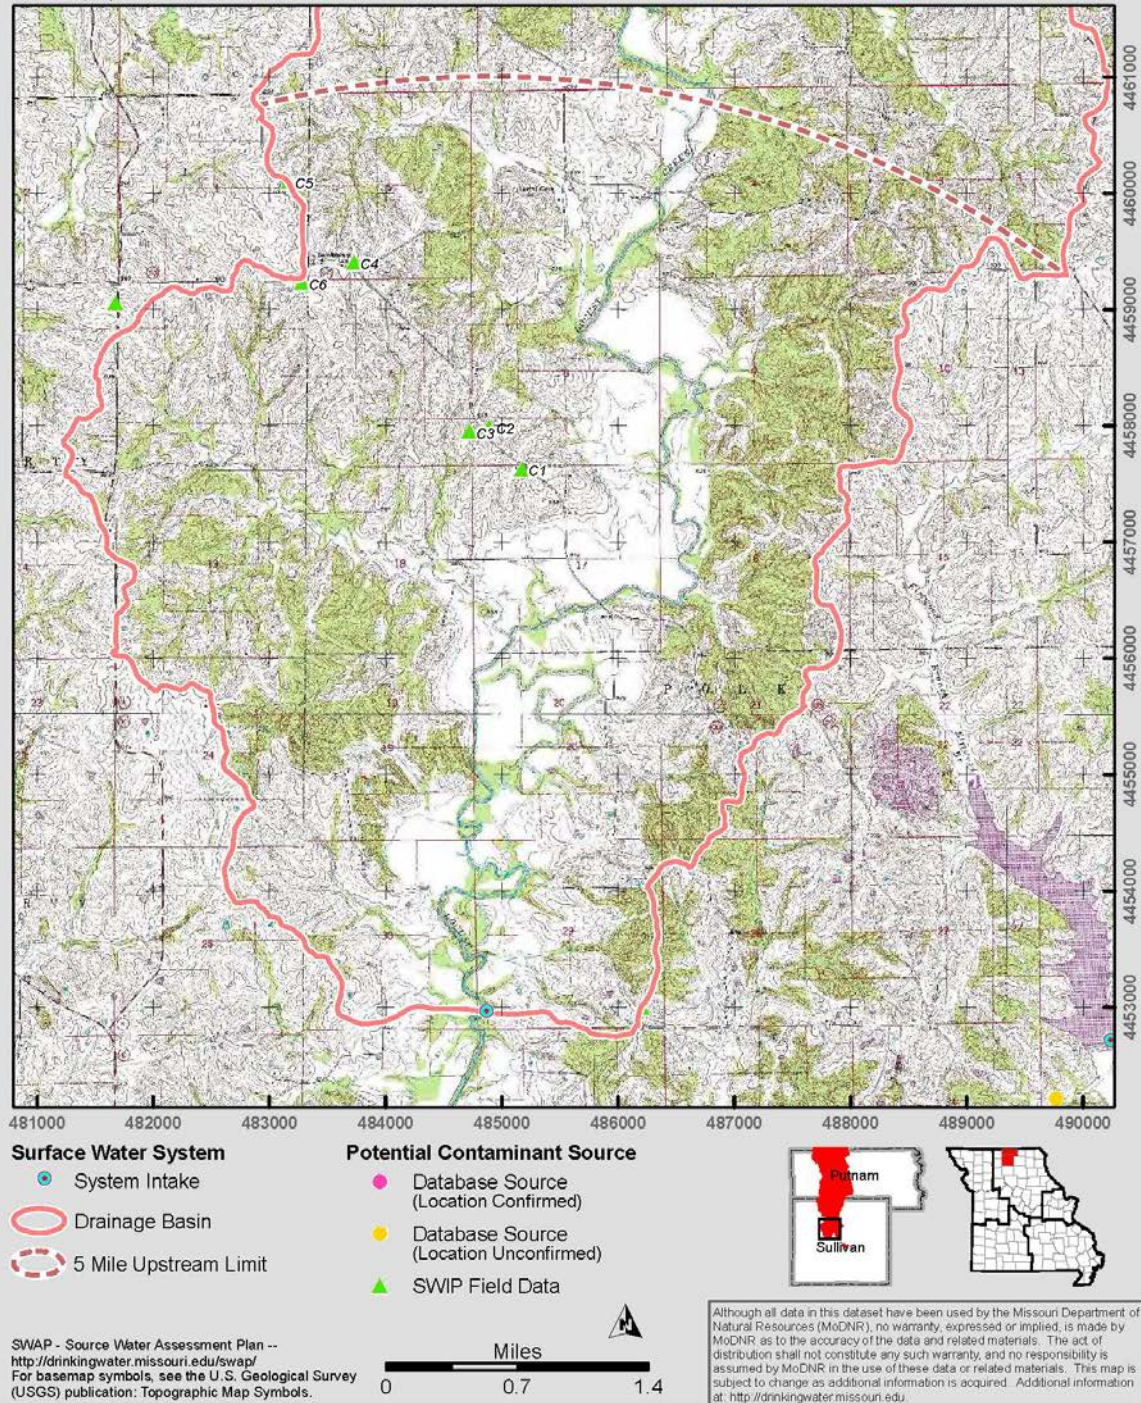 4461000
4460000
4459000
4458000
4457000
4456000
4455000
4454000
4453000
C5
C4
C6
C2
C3
C1
CREEK
LOCUST
P O L K
481000 482000 483000 484000 485000 486000 487000 488000 489000 490000
Surface Water System
System Intake
Drainage Basin
5 Mile Upstream Limit
Potential Contaminant Source
Database Source
(Location Confirmed)
Database Source
(Location Unconfirmed)
SWIP Field Data
Putnam
Sullivan
SWAP - Source Water Assessment Plan --
http://drinkingwater.missouri.edu/swap/
For basemap symbols, see the U.S. Geological Survey
(USGS) publication: Topographic Map Symbols.
N
Miles
0 0.7 1.4
Although all data in this dataset have been used by the Missouri Department of
Natural Resources (MoDNR), no warranty, expressed or implied, is made by
MoDNR as to the accuracy of the data and related materials. The act of
distribution shall not constitute any such warranty, and no responsibility is
assumed by MoDNR in the use of these data or related materials. This map is
subject to change as additional information is acquired. Additional information
at: http://drinkingwater.missouri.edu.